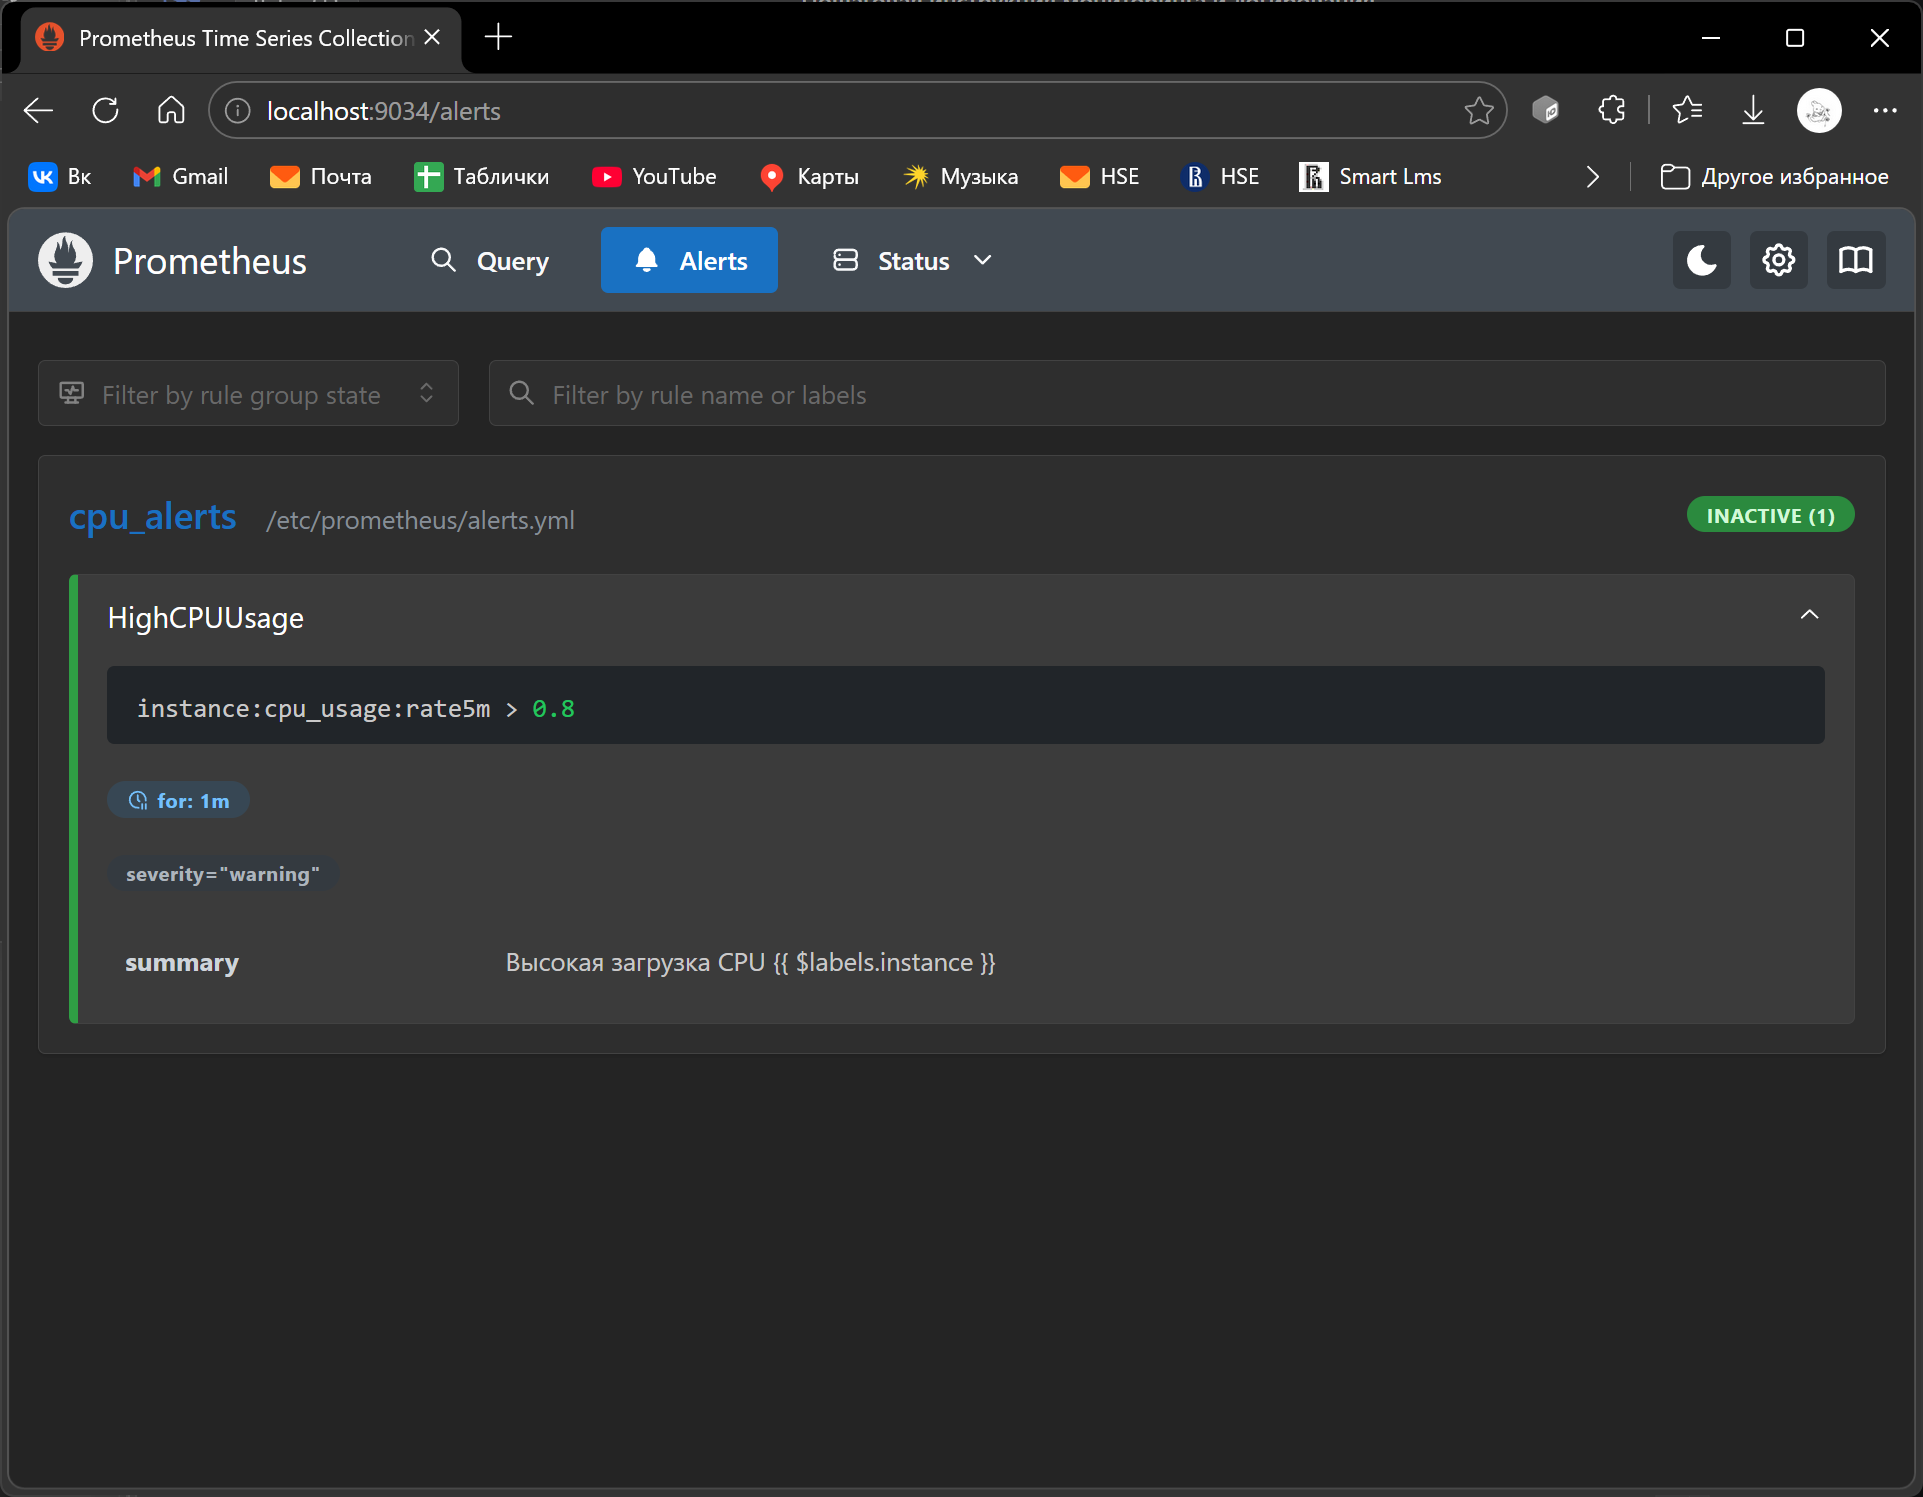 Prometheus Time Series Collection
localhost:9034/alerts
Вк
Gmail
Почта
Таблички
YouTube
Карты
Музыка
HSE
HSE
Smart Lms
Другое избранное
Prometheus
Query
Alerts
Status
Filter by rule group state
Filter by rule name or labels
cpu_alerts /etc/prometheus/alerts.yml
INACTIVE (1)
HighCPUUsage
instance:cpu_usage:rate5m > 0.8
for: 1m
severity="warning"
summary Высокая загрузка CPU {{ $labels.instance }}